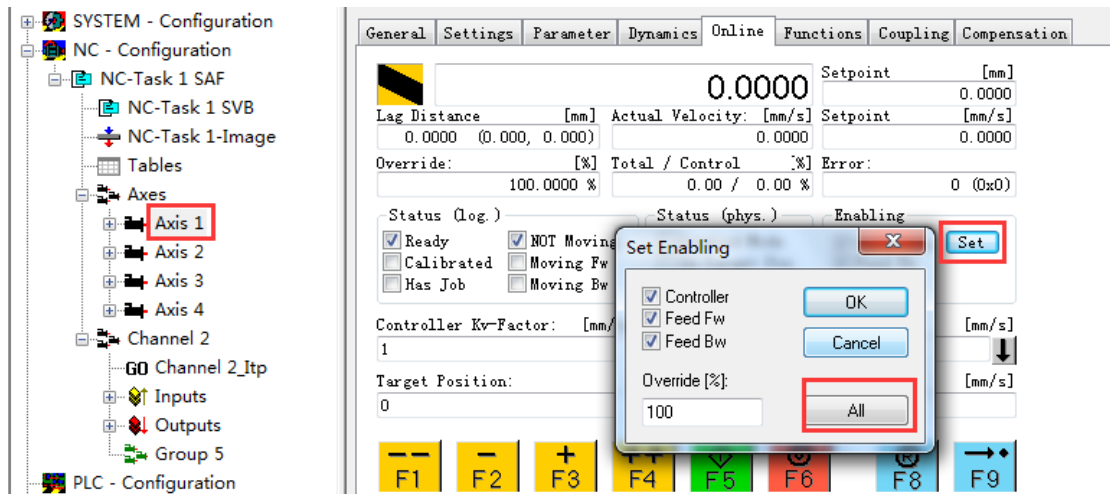 SYSTEM - Configuration
NC - Configuration
NC-Task 1 SAF
NC-Task 1 SVB
NC-Task 1-Image
Tables
Axes
Axis 1
Axis 2
Axis 3
Axis 4
Channel 2
GO Channel 2_Itp
Inputs
Outputs
Group 5
PLC - Configuration
General Settings Parameter Dynamics Online Functions Coupling Compensation
0.0000
Setpoint [mm]
0.0000
Lag Distance [mm] Actual Velocity: [mm/s] Setpoint [mm/s]
0.0000 (0.000, 0.000) 0.0000 0.0000
Override: [%] Total / Control [%] Error:
100.0000 % 0.00 / 0.00 % 0 (0x0)
Status (log.) Status (phys.) Enabling
Ready NOT Moving Set
Calibrated Moving Fw
Has Job Moving Bw
Set Enabling
Controller
Feed Fw
Feed Bw
OK
Cancel
Override [%]:
100
All
Controller Kv-Factor: [mm/ [mm/s]
1
Target Position: [mm/s]
0
F1 F2 F3 F4 F5 F6 F8 F9